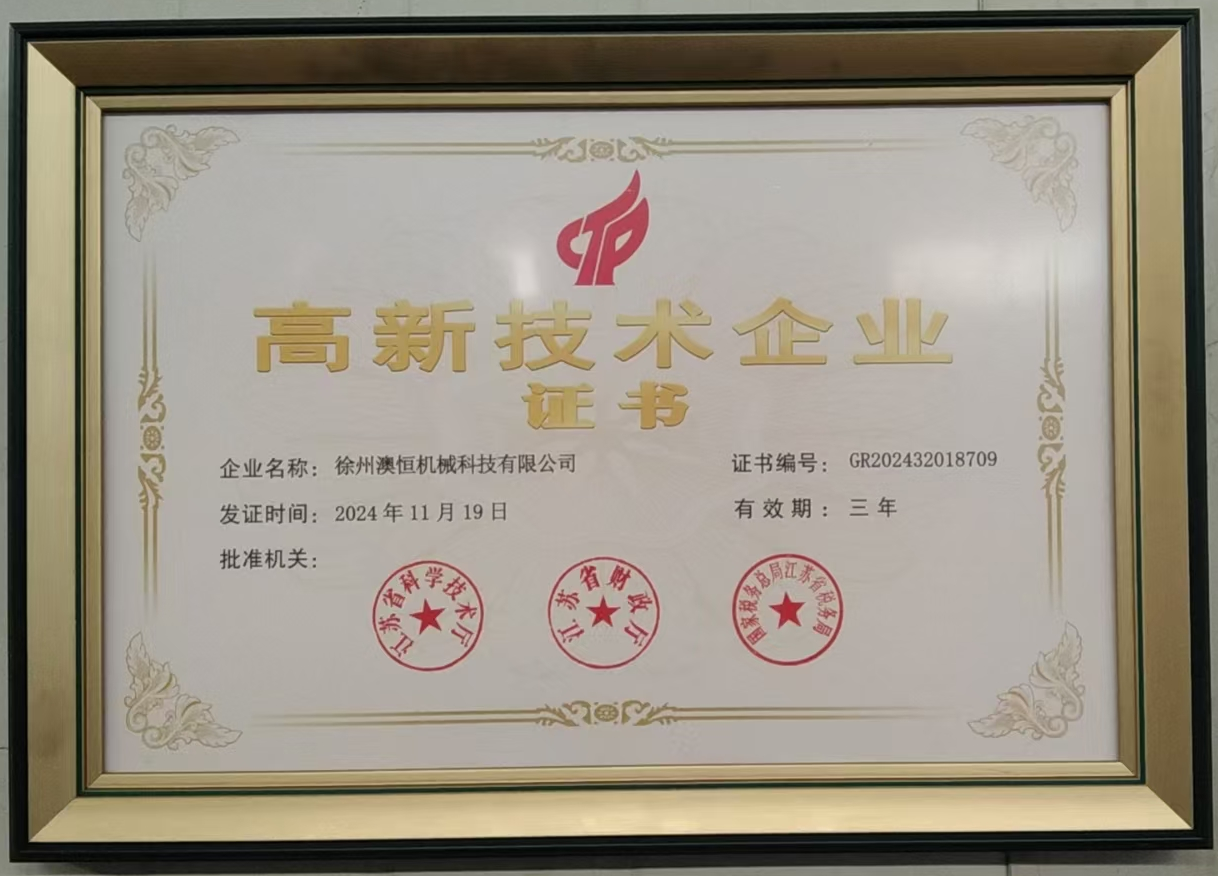 CTP
高新技术企业
证书
企业名称：徐州澳恒机械科技有限公司
证书编号：GR202432018709
发证时间：2024年11月19日
有效期：三年
批准机关：
江苏省科学技术厅
江苏省财政厅
国家税务总局江苏省税务局